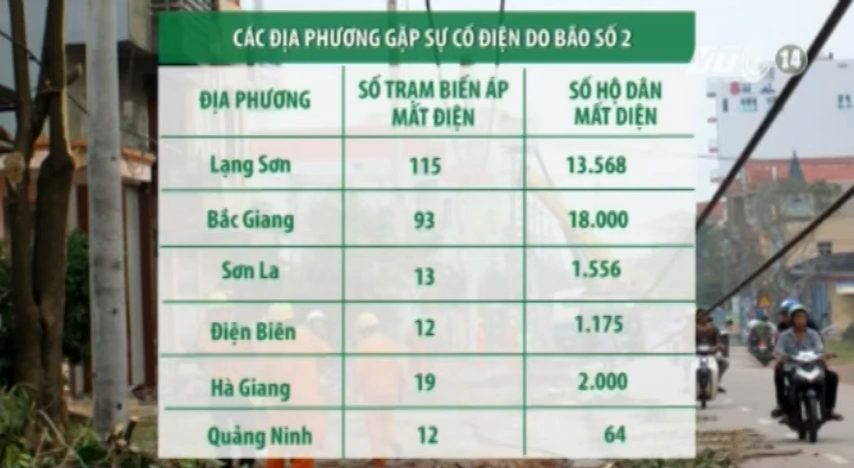 CÁC ĐỊA PHƯƠNG GẶP SỰ CỐ ĐIỆN DO BÃO SỐ 2
VTC 14
ĐỊA PHƯƠNG SỐ TRẠM BIẾN ÁP MẤT ĐIỆN SỐ HỘ DÂN MẤT DIỆN
Lạng Sơn 115 13.568
Bắc Giang 93 18.000
Sơn La 13 1.556
Điện Biên 12 1.175
Hà Giang 19 2.000
Quảng Ninh 12 64